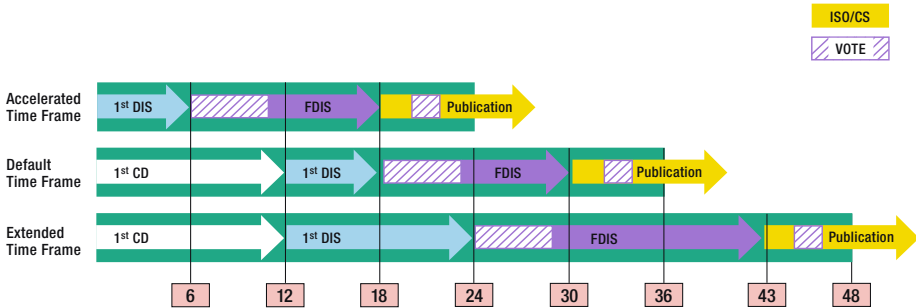 ISO/CS
VOTE
Accelerated
Time Frame
1st DIS
FDIS
Publication
Default
Time Frame
1st CD
1st DIS
FDIS
Publication
Extended
Time Frame
1st CD
1st DIS
FDIS
Publication
6
12
18
24
30
36
43
48